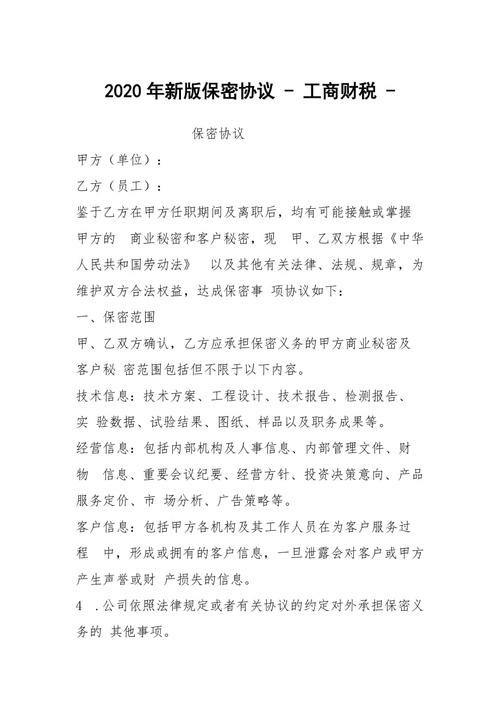 2020 年新版保密协议 - 工商财税 -
保密协议
甲方（单位）：
乙方（员工）：
鉴于乙方在甲方任职期间及离职后，均有可能接触或掌握
甲方的 商业秘密和客户秘密，现 甲、乙双方根据《中华
人民共和国劳动法》 以及其他有关法律、法规、规章，为
维护双方合法权益，达成保密事 项协议如下：
一、保密范围
甲、乙双方确认，乙方应承担保密义务的甲方商业秘密及
客户秘 密范围包括但不限于以下内容。
技术信息：技术方案、工程设计、技术报告、检测报告、
实 验数据、试验结果、图纸、样品以及职务成果等。
经营信息：包括内部机构及人事信息、内部管理文件、财
物 信息、重要会议纪要、经营方针、投资决策意向、产品
服务定价、市 场分析、广告策略等。
客户信息：包括甲方各机构及其工作人员在为客户服务过
程 中，形成或拥有的客户信息，一旦泄露会对客户或甲方
产生声誉或财 产损失的信息。
4 .公司依照法律规定或者有关协议的约定对外承担保密义
务的 其他事项。